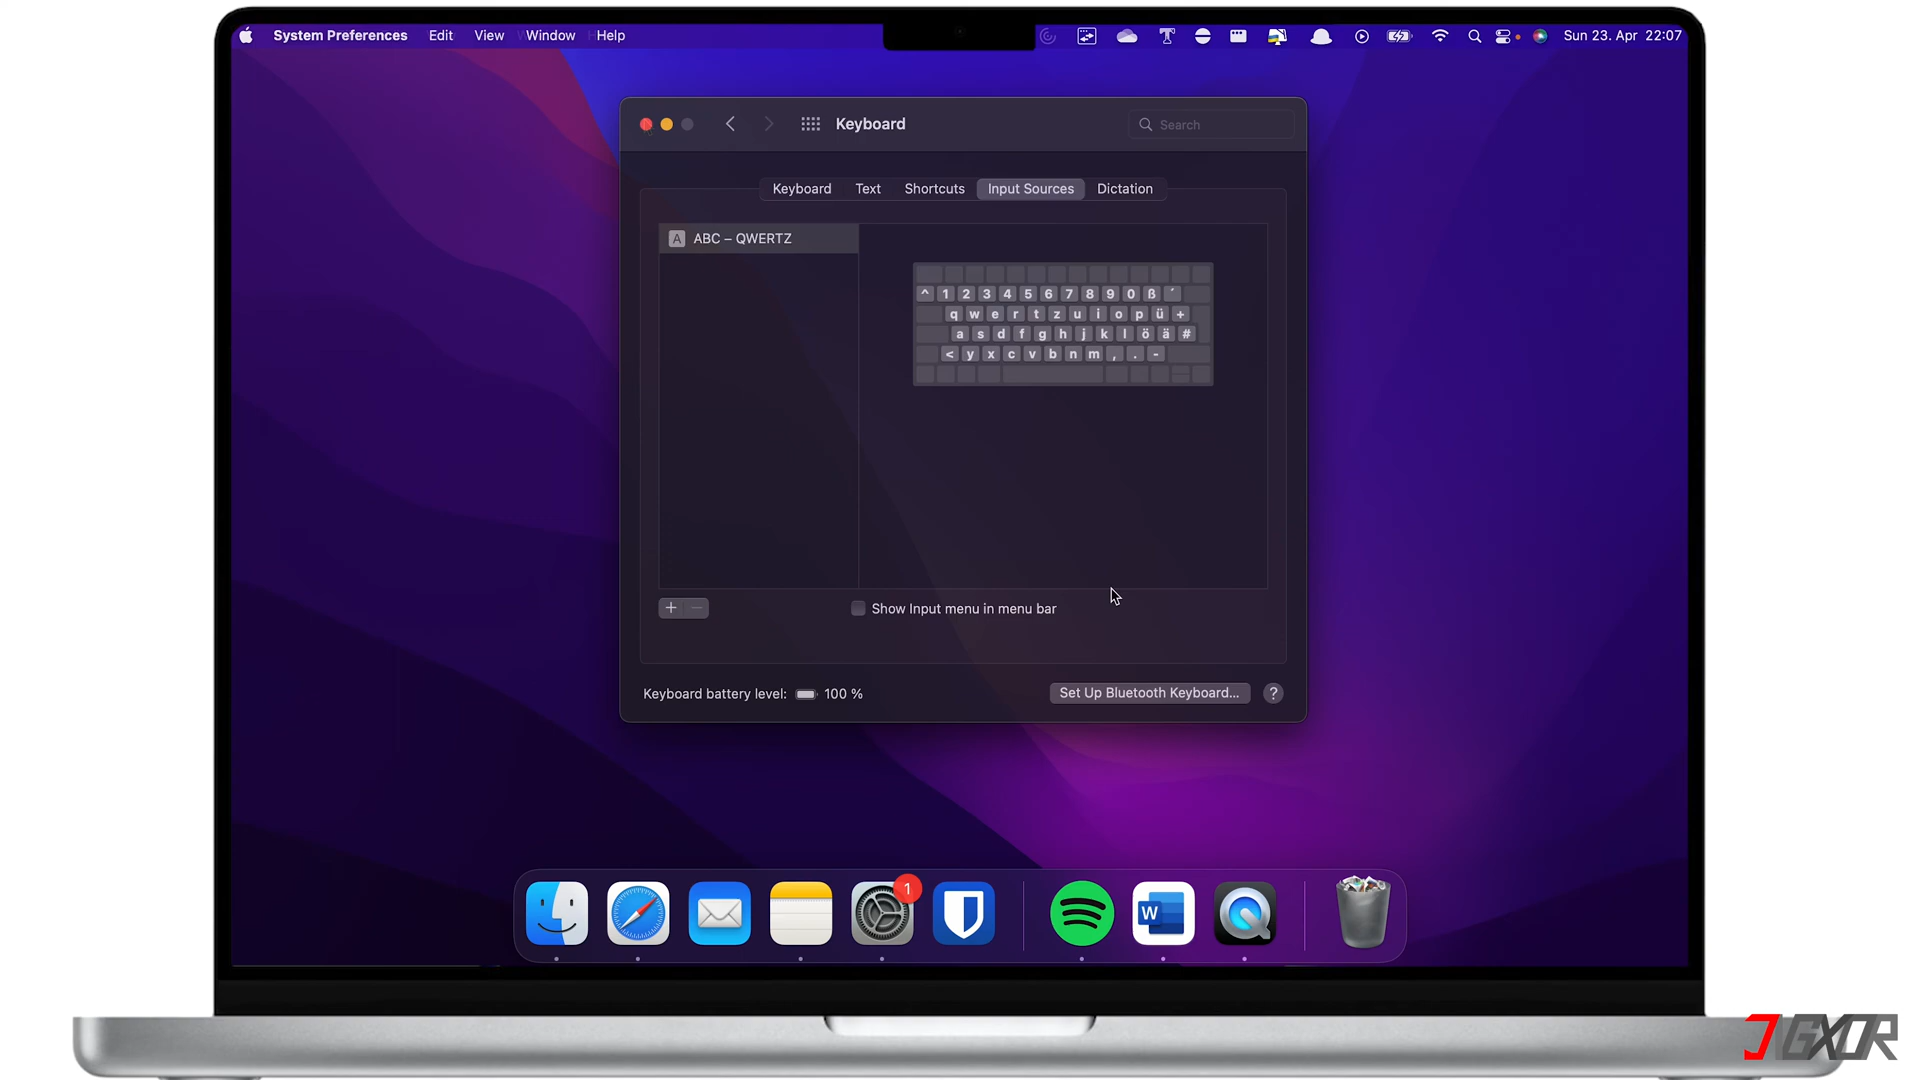 System Preferences Edit View Window Help Sun 23. Apr 22:07
Keyboard Search
Keyboard Text Shortcuts Input Sources Dictation
A ABC – QWERTZ
^ 1 2 3 4 5 6 7 8 9 0 ß ´
q w e r t z u i o p ü +
a s d f g h j k l ö ä #
< y x c v b n m , . -
+ − Show Input menu in menu bar
Keyboard battery level: 100 % Set Up Bluetooth Keyboard... ?
1
W
JGXOR